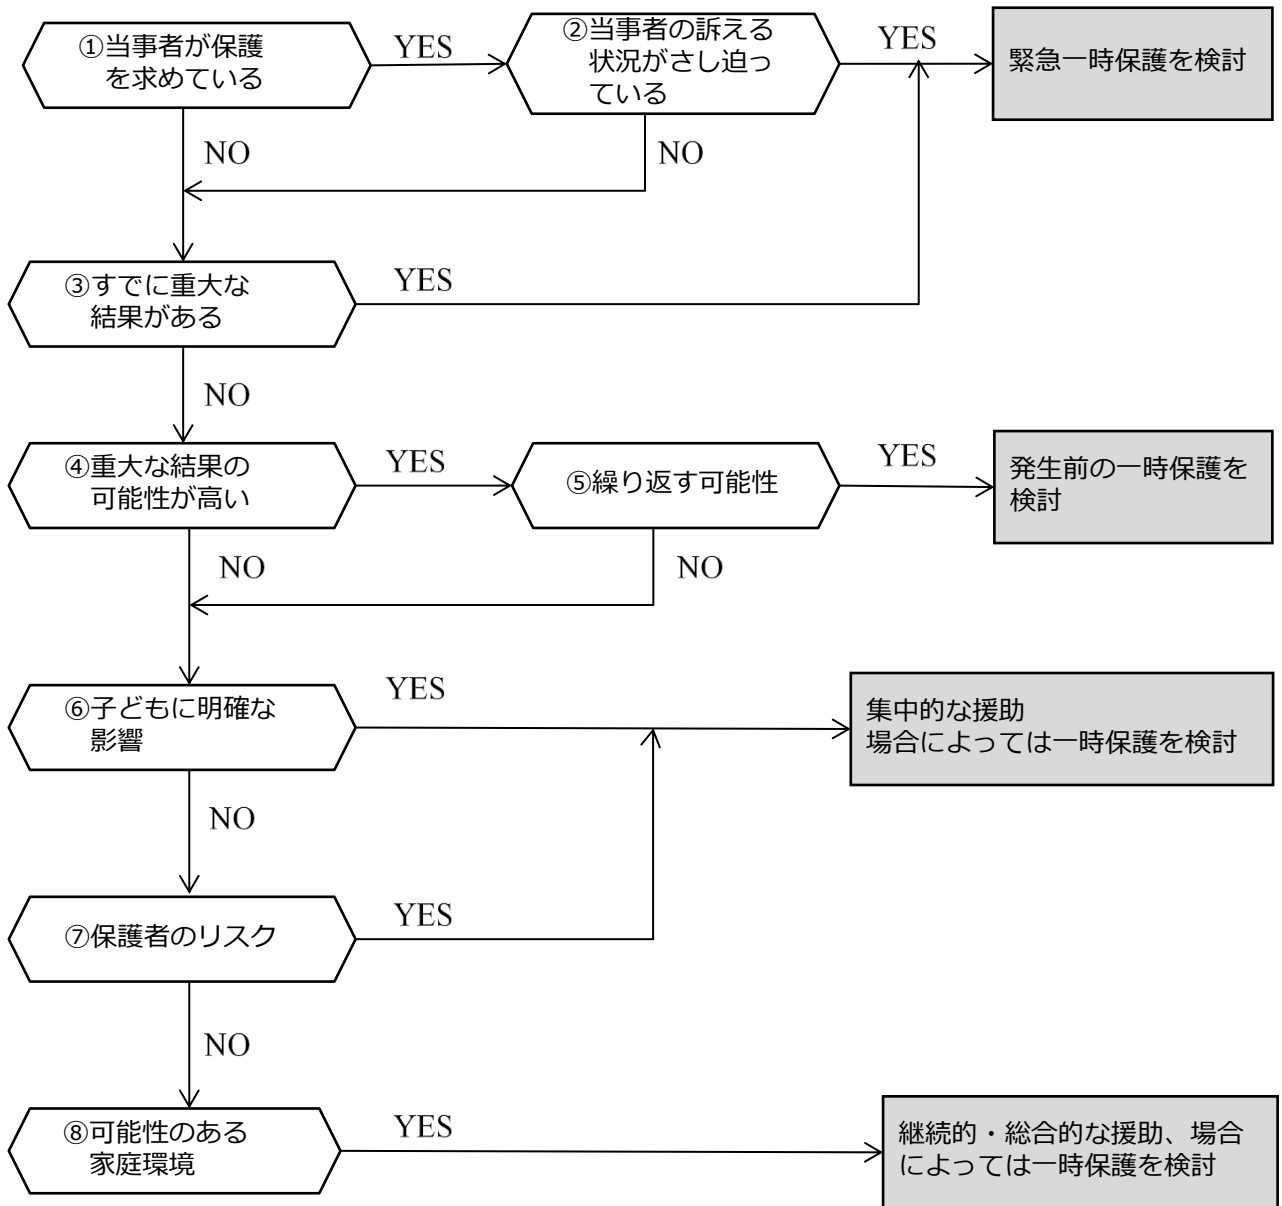 ①当事者が保護
を求めている
YES
②当事者の訴える
状況がさし迫っ
ている
YES
緊急一時保護を検討
NO
NO
③すでに重大な
結果がある
YES
NO
④重大な結果の
可能性が高い
YES
⑤繰り返す可能性
YES
発生前の一時保護を
検討
NO
NO
⑥子どもに明確な
影響
YES
集中的な援助
場合によっては一時保護を検討
NO
⑦保護者のリスク
YES
NO
⑧可能性のある
家庭環境
YES
継続的・総合的な援助、場合
によっては一時保護を検討